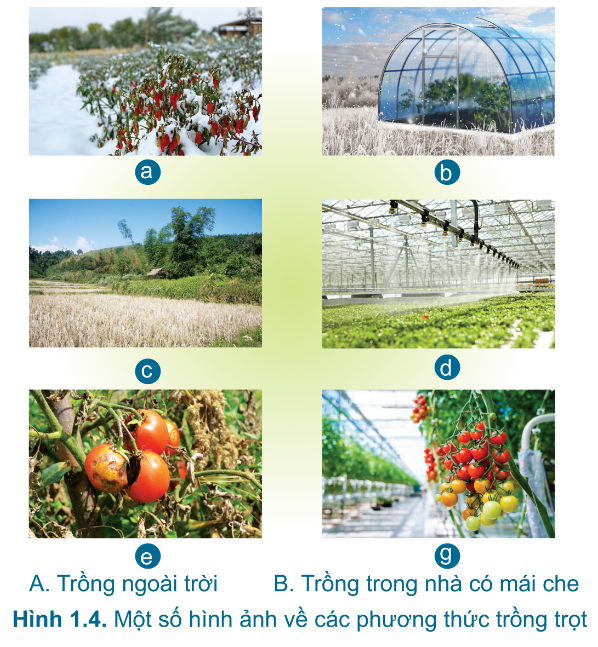 a
b
c
d
e
g
A. Trồng ngoài trời
B. Trồng trong nhà có mái che
Hình 1.4. Một số hình ảnh về các phương thức trồng trọt